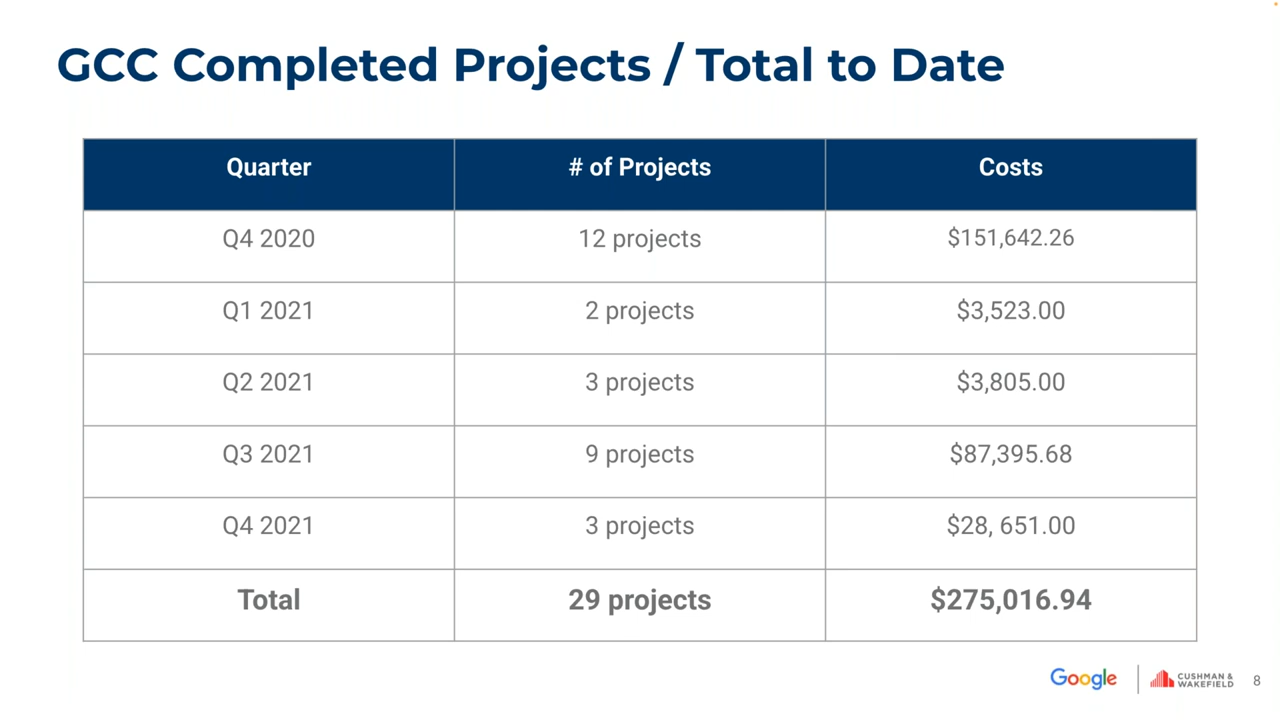 GCC Completed Projects / Total to Date
Quarter # of Projects Costs
Q4 2020 12 projects $151,642.26
Q1 2021 2 projects $3,523.00
Q2 2021 3 projects $3,805.00
Q3 2021 9 projects $87,395.68
Q4 2021 3 projects $28, 651.00
Total 29 projects $275,016.94
Google CUSHMAN & WAKEFIELD 8